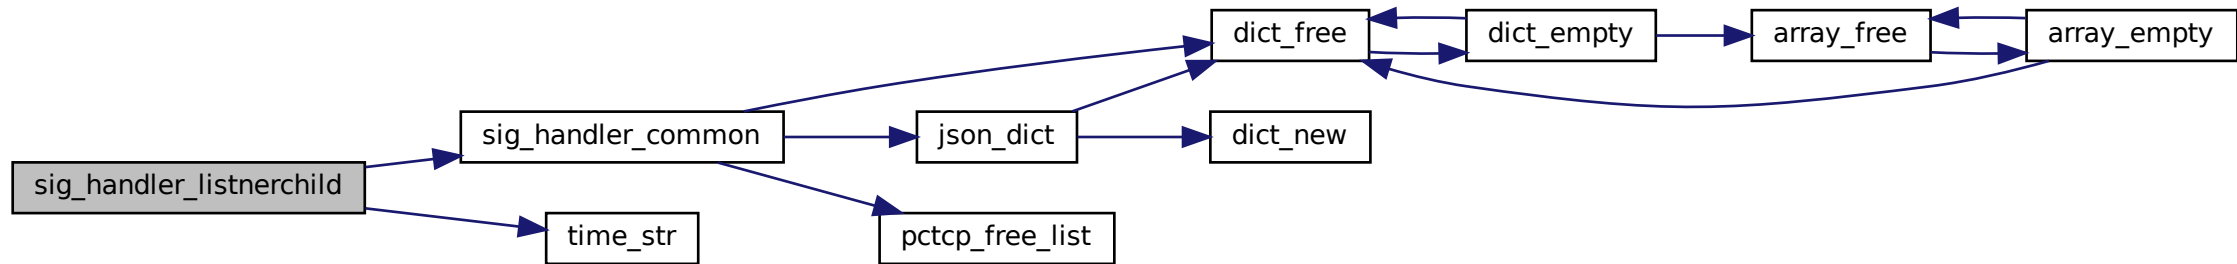 sig_handler_listnerchild
sig_handler_common
time_str
json_dict
pctcp_free_list
dict_free
dict_new
dict_empty
array_free
array_empty